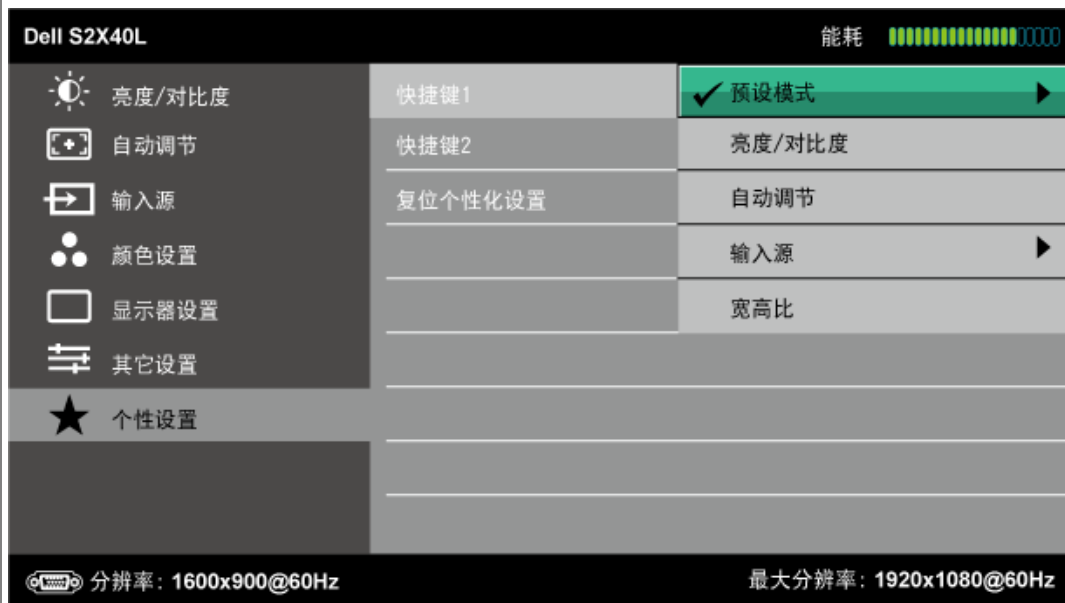 Dell S2X40L 能耗
亮度/对比度 快捷键1 预设模式
自动调节 快捷键2 亮度/对比度
输入源 复位个性化设置 自动调节
颜色设置 输入源
显示器设置 宽高比
其它设置
个性设置
分辨率: 1600x900@60Hz 最大分辨率: 1920x1080@60Hz